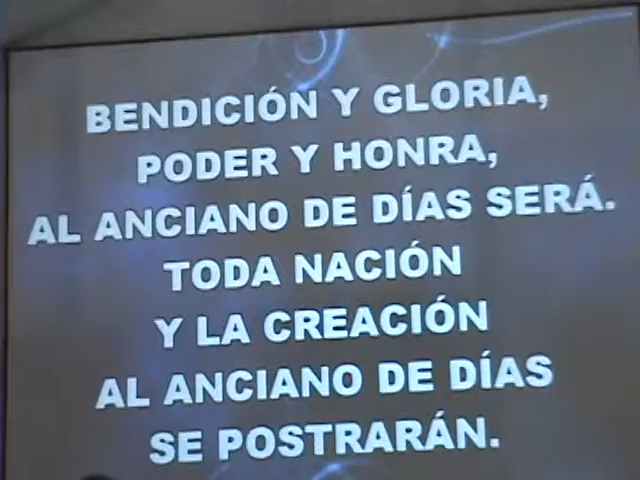 BENDICIÓN Y GLORIA,
PODER Y HONRA,
AL ANCIANO DE DÍAS SERÁ.
TODA NACIÓN
Y LA CREACIÓN
AL ANCIANO DE DÍAS
SE POSTRARÁN.